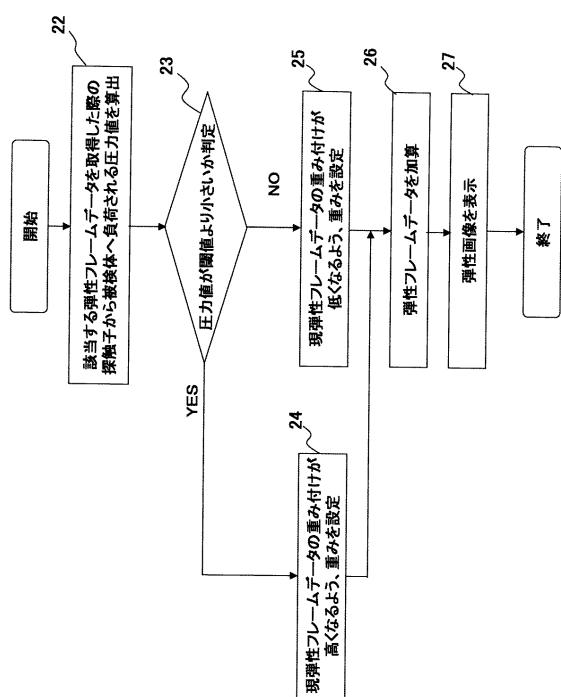 開始
22
該当する弾性フレームデータを取得した際の
探触子から被検体へ負荷される圧力値を算出
23
圧力値が閾値より小さいか判定
YES
NO
24
現弾性フレームデータの重み付けが
高くなるよう、重みを設定
25
現弾性フレームデータの重み付けが
低くなるよう、重みを設定
26
弾性フレームデータを加算
27
弾性画像を表示
終了